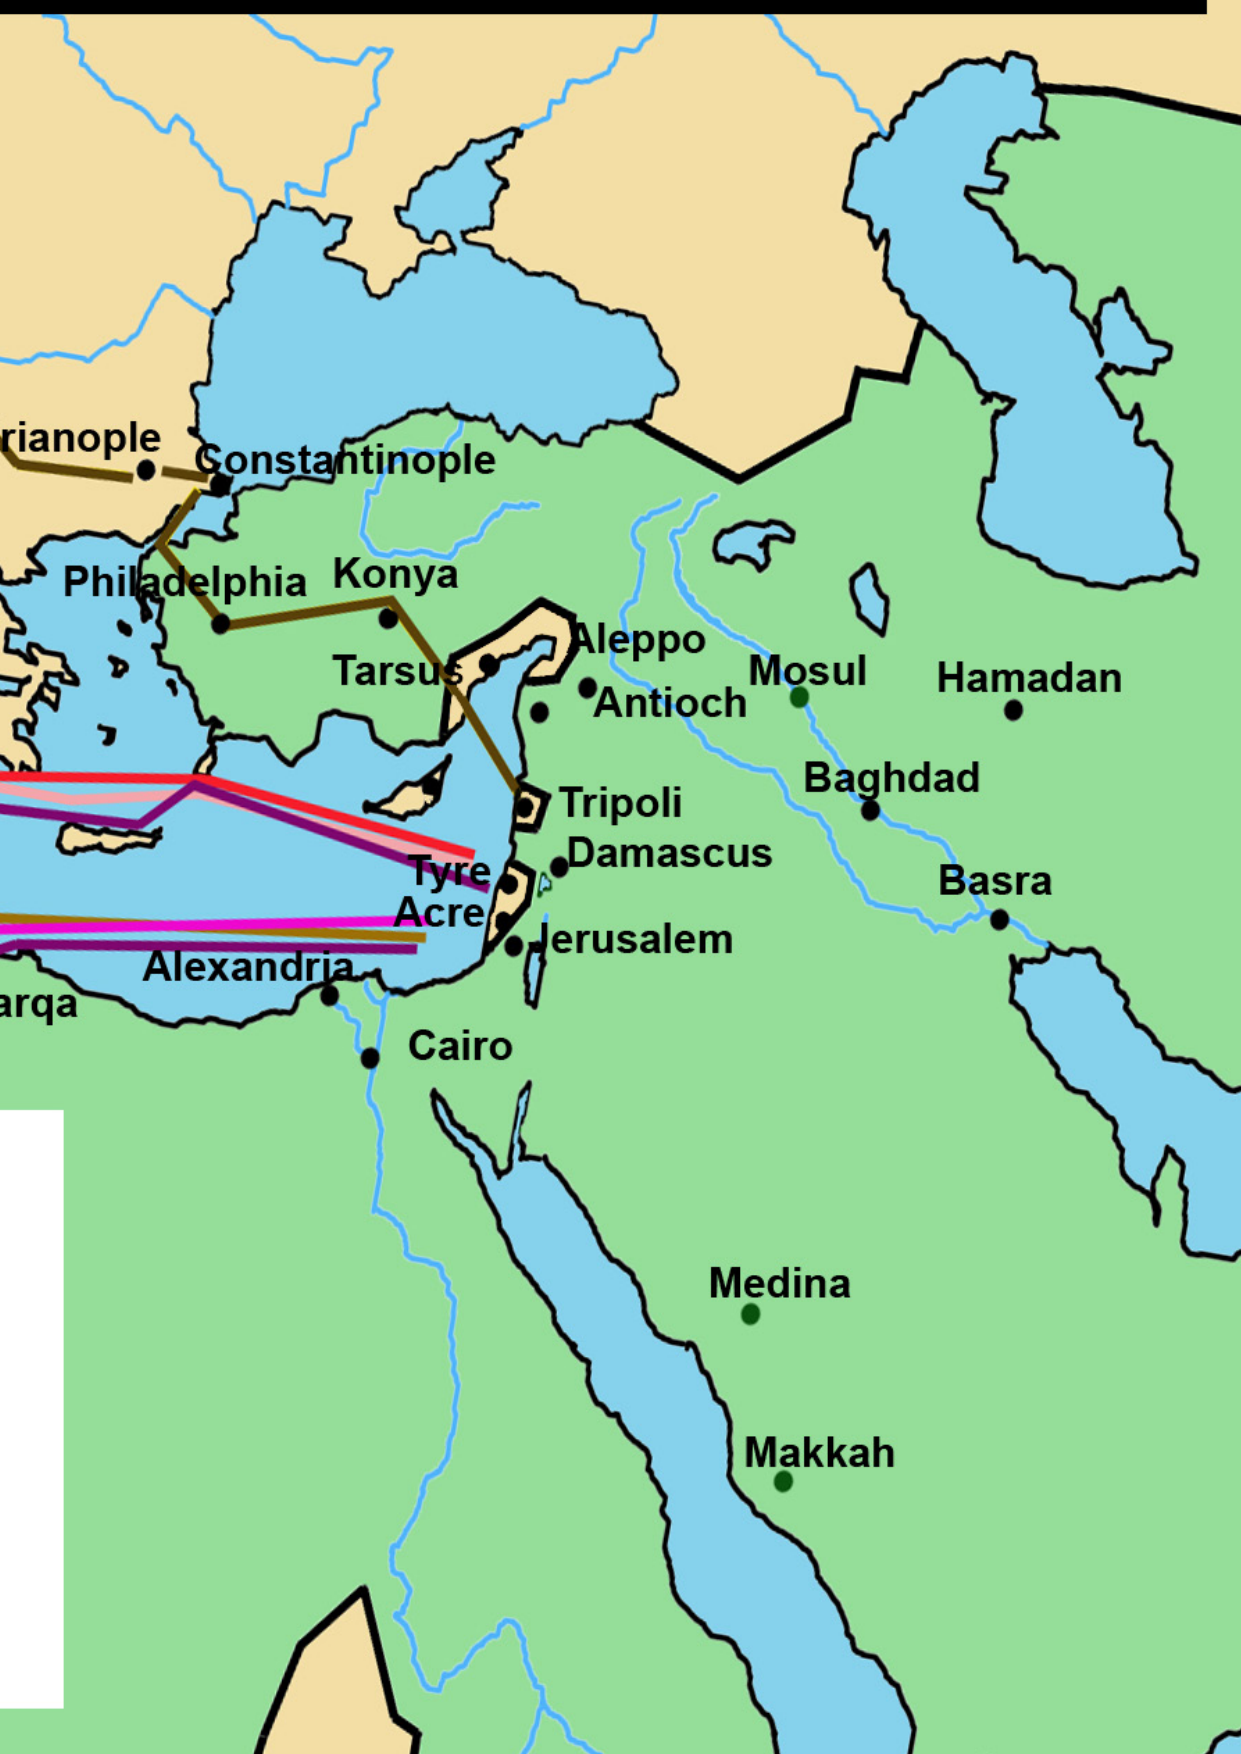 rianople
Constantinople
Philadelphia
Konya
Aleppo
Tarsus
Mosul
Hamadan
Antioch
Baghdad
Tripoli
Damascus
Tyre
Basra
Acre
Jerusalem
Alexandria
arqa
Cairo
Medina
Makkah